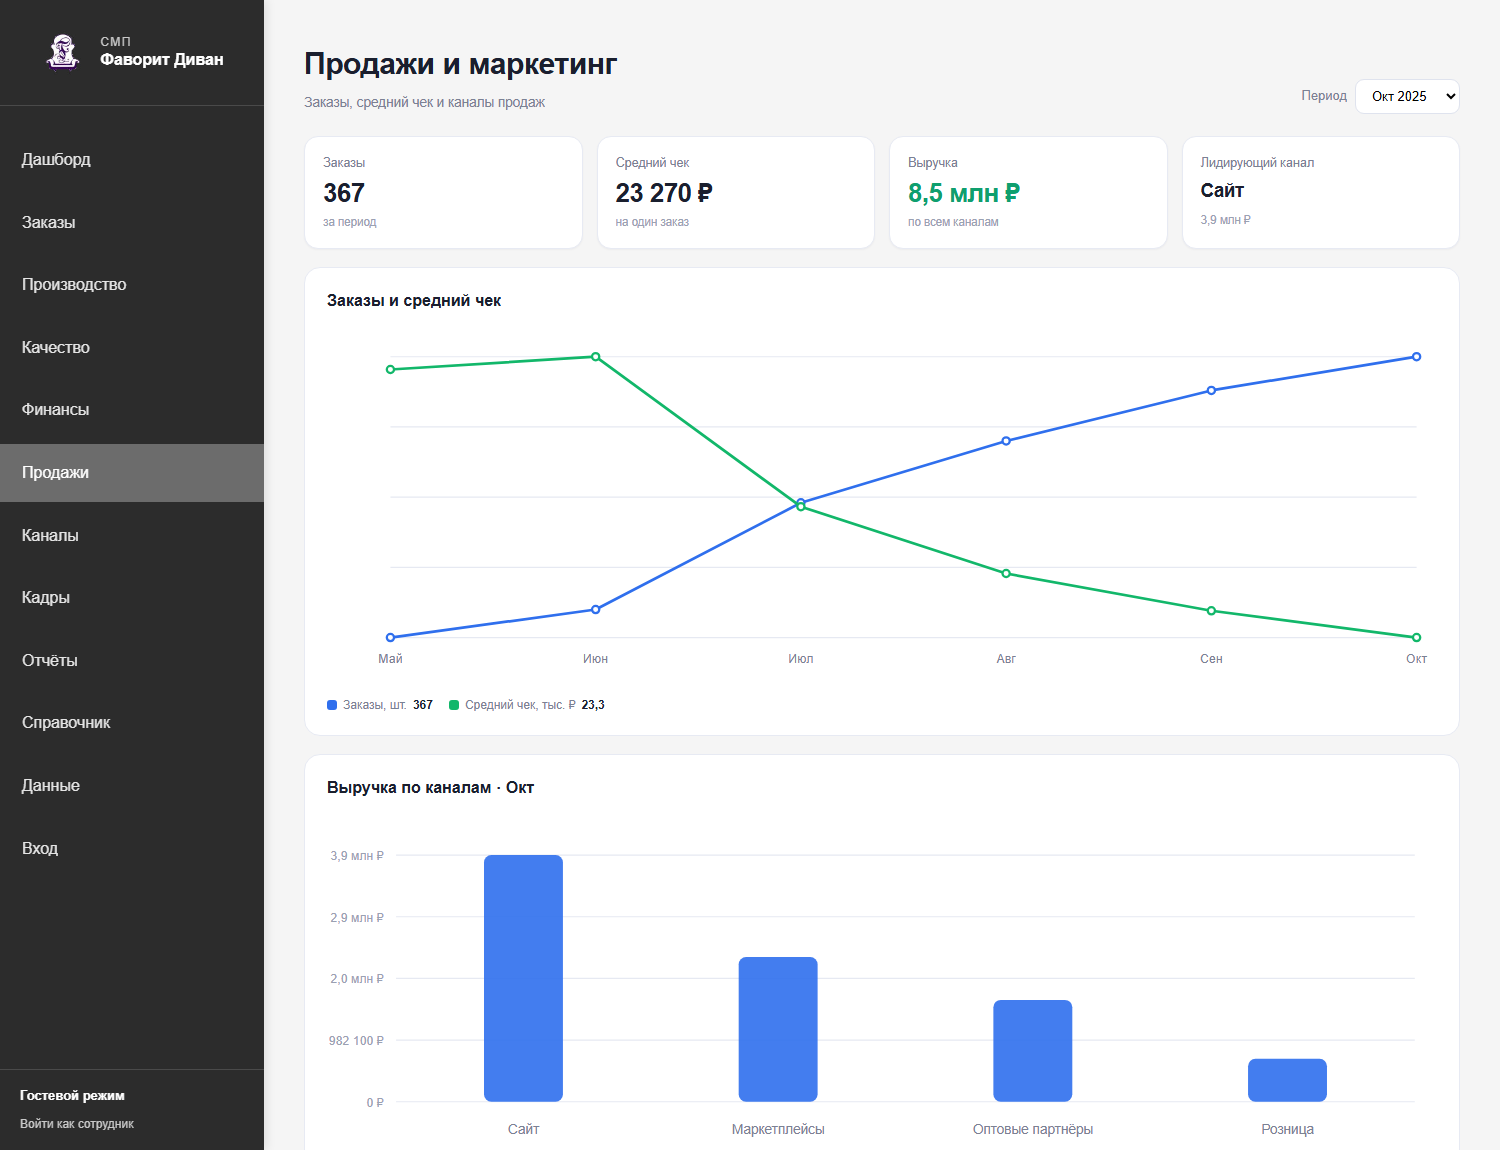 СМП
Фаворит Диван
Дашборд
Заказы
Производство
Качество
Финансы
Продажи
Каналы
Кадры
Отчёты
Справочник
Данные
Вход
Гостевой режим
Войти как сотрудник
Продажи и маркетинг
Заказы, средний чек и каналы продаж
Период
Окт 2025
Заказы
367
за период
Средний чек
23 270 ₽
на один заказ
Выручка
8,5 млн ₽
по всем каналам
Лидирующий канал
Сайт
3,9 млн ₽
Заказы и средний чек
Май Июн Июл Авг Сен Окт
Заказы, шт. 367 Средний чек, тыс. ₽ 23,3
Выручка по каналам · Окт
3,9 млн ₽
2,9 млн ₽
2,0 млн ₽
982 100 ₽
0 ₽
Сайт Маркетплейсы Оптовые партнёры Розница